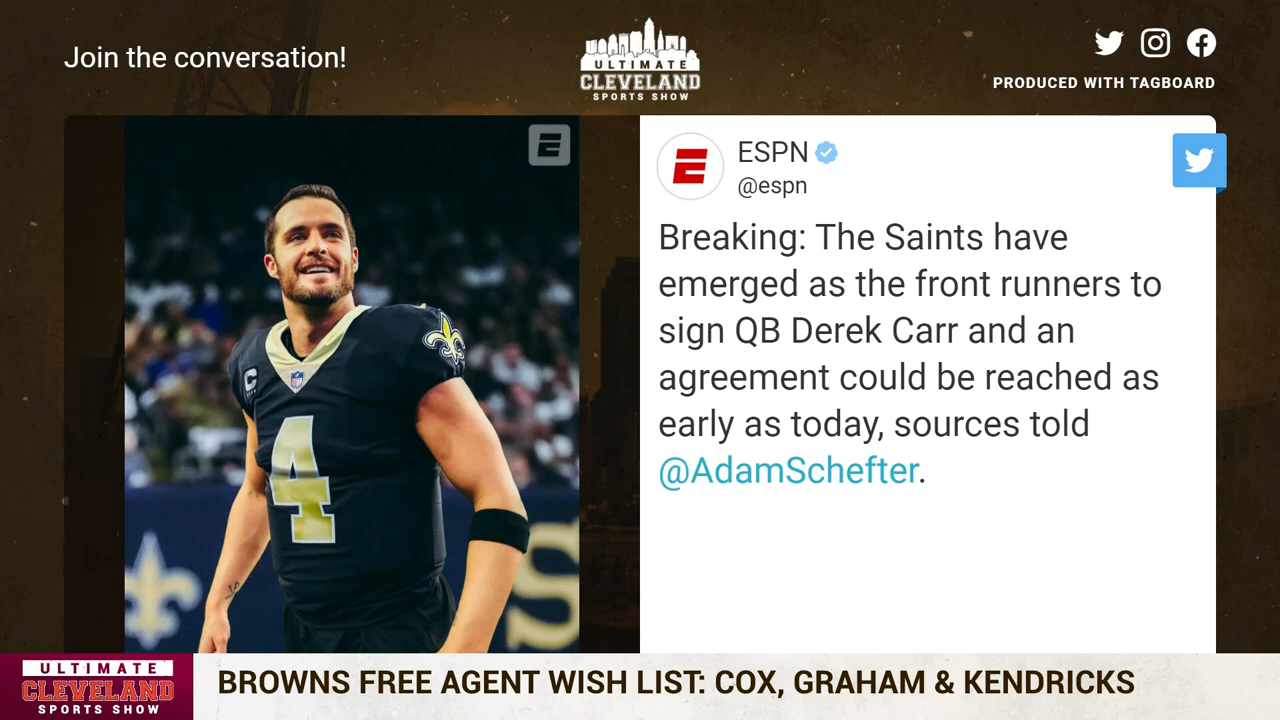 Join the conversation!
ULTIMATE
CLEVELAND
SPORTS SHOW
PRODUCED WITH TAGBOARD
ESPN
@espn
Breaking: The Saints have
emerged as the front runners to
sign QB Derek Carr and an
agreement could be reached as
early as today, sources told
@AdamSchefter.
C
4
S
ULTIMATE
CLEVELAND
SPORTS SHOW
BROWNS FREE AGENT WISH LIST: COX, GRAHAM & KENDRICKS